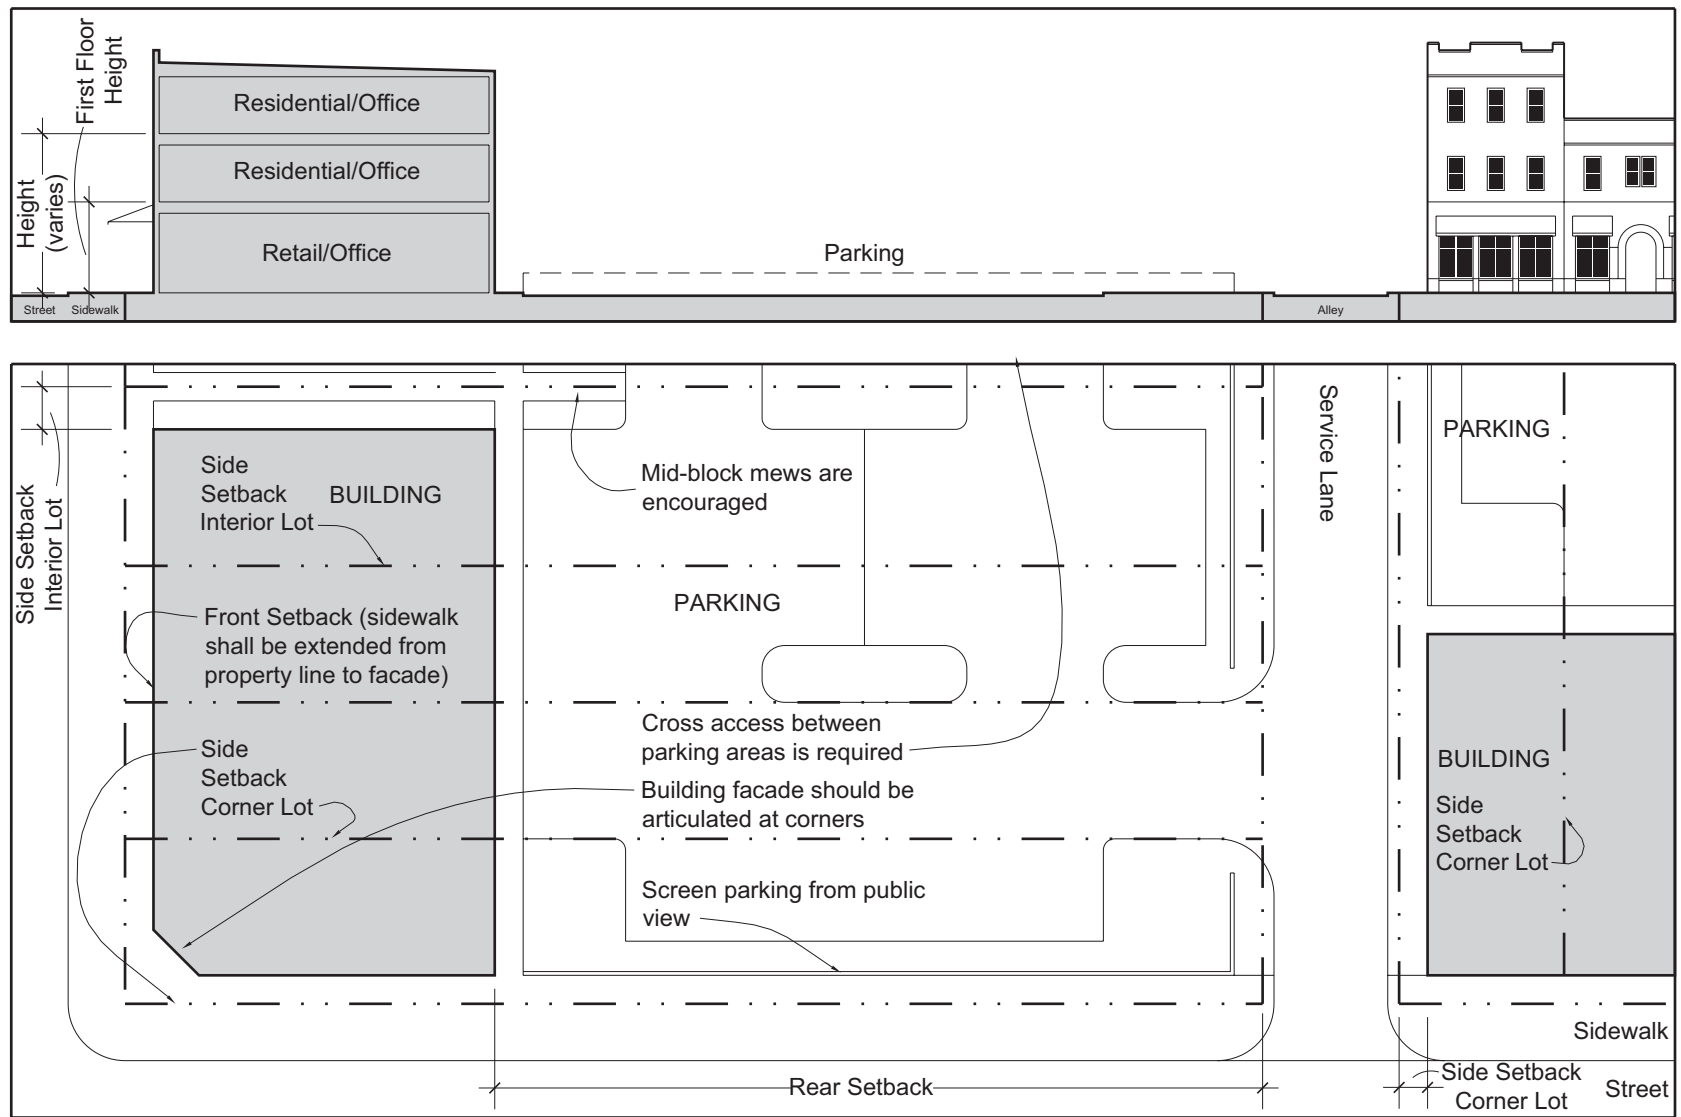 First Floor
Height
Residential/Office
Residential/Office
Height
(varies)
Retail/Office
Parking
Street
Sidewalk
Alley
Side Setback
Interior Lot
Side
Setback
Interior Lot
BUILDING
Mid-block mews are
encouraged
Service Lane
PARKING
Front Setback (sidewalk
shall be extended from
property line to facade)
PARKING
Side
Setback
Corner Lot
Cross access between
parking areas is required
Building facade should be
articulated at corners
BUILDING
Side
Setback
Corner Lot
Screen parking from public
view
Sidewalk
Rear Setback
Side Setback
Corner Lot
Street